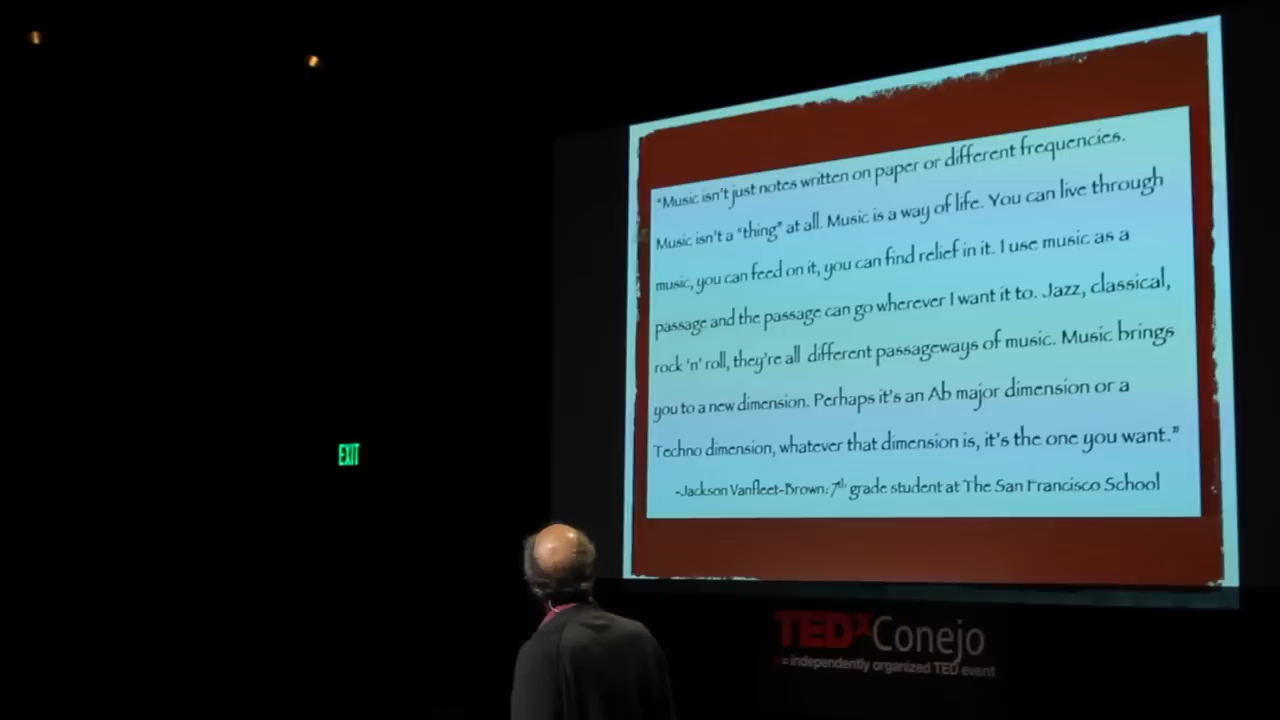 "Music isn't just notes written on paper or different frequencies.
Music isn't a "thing" at all. Music is a way of life. You can live through
music, you can feed on it, you can find relief in it. I use music as a
passage and the passage can go wherever I want it to. Jazz, classical,
rock 'n' roll, they're all different passageways of music. Music brings
you to a new dimension. Perhaps it's an Ab major dimension or a
Techno dimension, whatever that dimension is, it's the one you want."
-Jackson Vanfleet-Brown: 7th grade student at The San Francisco School
EXIT
TEDxConejo
x = independently organized TED event